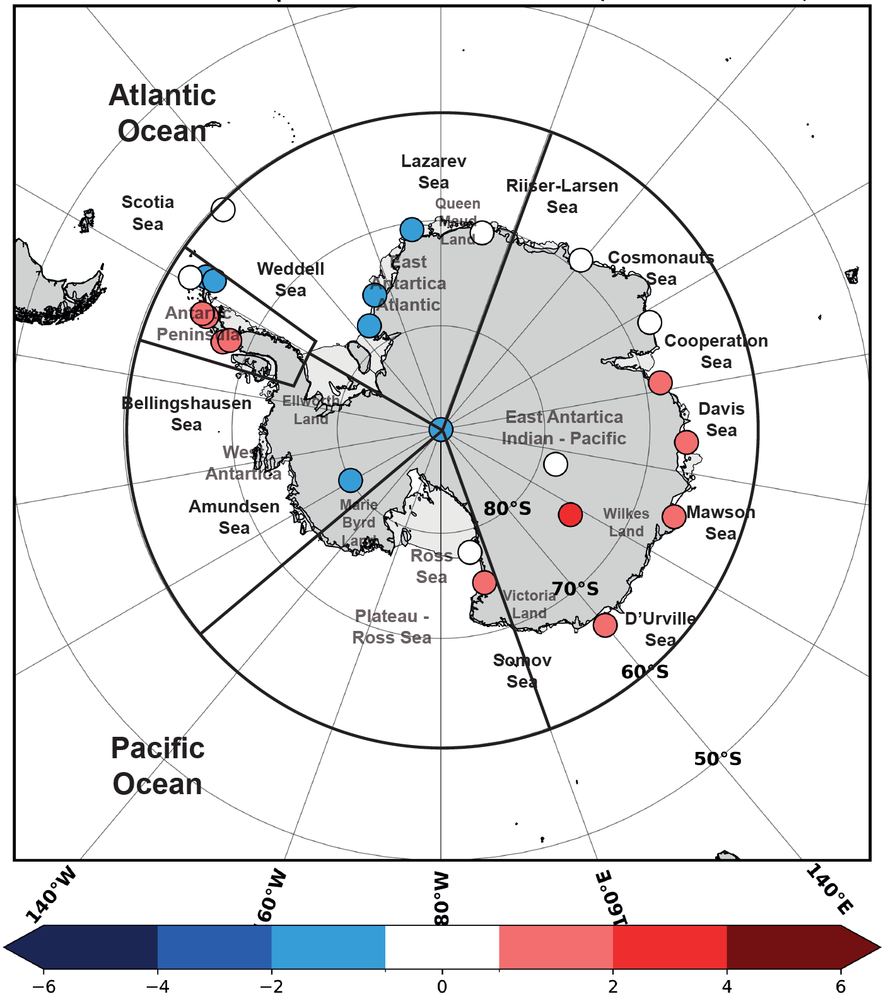 Atlantic
Ocean
Lazarev
Sea
Riiser-Larsen
Sea
Scotia
Sea
Queen
Maud
Land
Weddell
Sea
East
Antartica
Atlantic
Cosmonauts
Sea
Antartic
Peninsula
Cooperation
Sea
Bellingshausen
Sea
Ellworth
Land
East Antartica
Indian - Pacific
Davis
Sea
West
Antartica
Amundsen
Sea
Marie
Byrd
Land
80°S
Wilkes
Land
Mawson
Sea
Ross
Sea
70°S
Victoria
Land
Plateau -
Ross Sea
D'Urville
Sea
Somov
Sea
60°S
Pacific
Ocean
50°S
140°W
60°W
80°W
160°E
140°E
−6
−4
−2
0
2
4
6